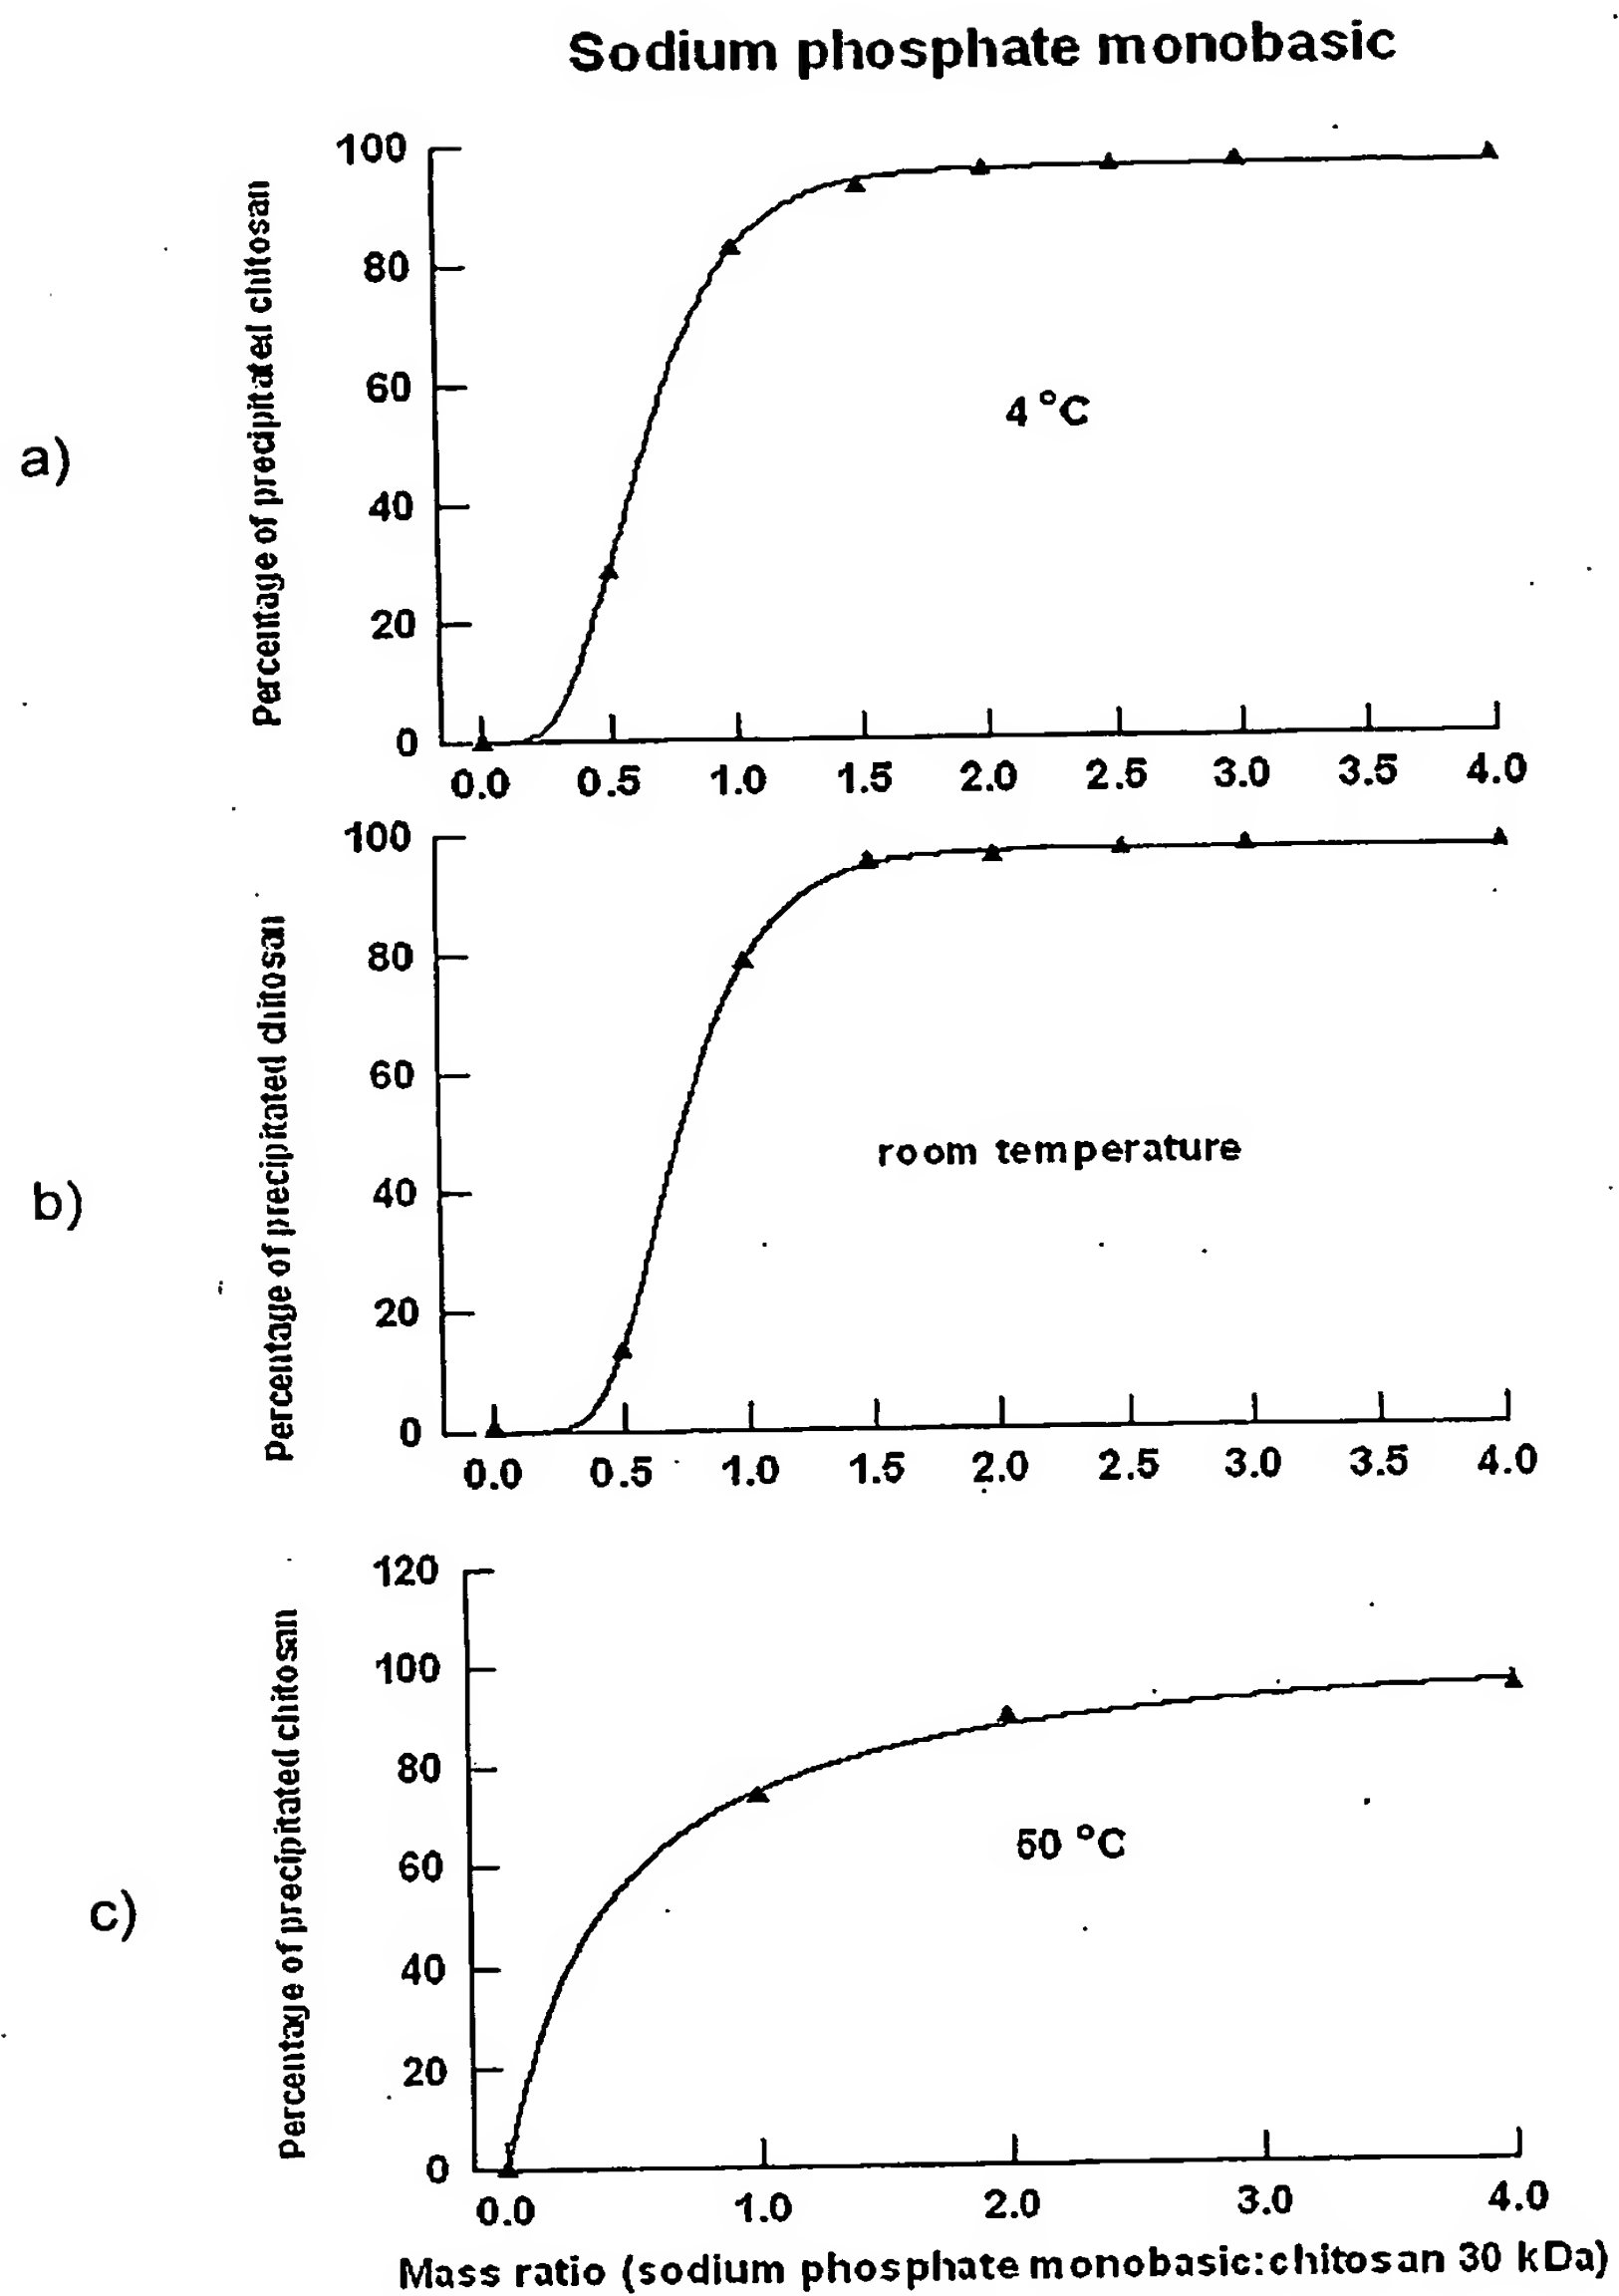 Sodium phosphate monobasic
a)
Percentage of precipitated chitosan
100
80
60
40
20
0
4 °C
0.0 0.5 1.0 1.5 2.0 2.5 3.0 3.5 4.0
b)
Percentage of precipitated chitosan
100
80
60
40
20
0
room temperature
0.0 0.5 1.0 1.5 2.0 2.5 3.0 3.5 4.0
c)
Percentage of precipitated chitosan
120
100
80
60
40
20
0
50 °C
0.0 1.0 2.0 3.0 4.0
Mass ratio (sodium phosphate monobasic:chitosan 30 kDa)